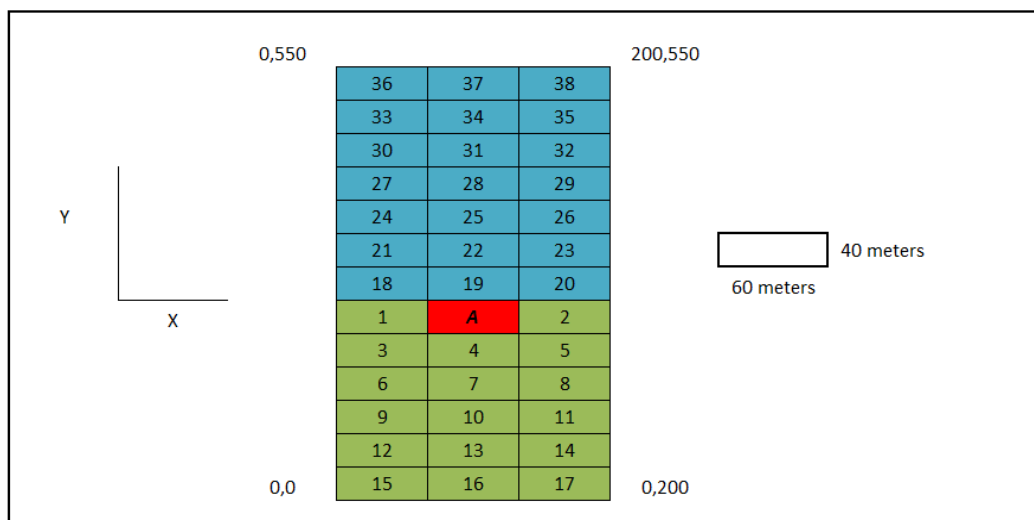 0,550 200,550
36 37 38
33 34 35
30 31 32
27 28 29
Y 24 25 26
21 22 23 40 meters
18 19 20 60 meters
X 1 A 2
3 4 5
6 7 8
9 10 11
12 13 14
0,0 15 16 17 0,200